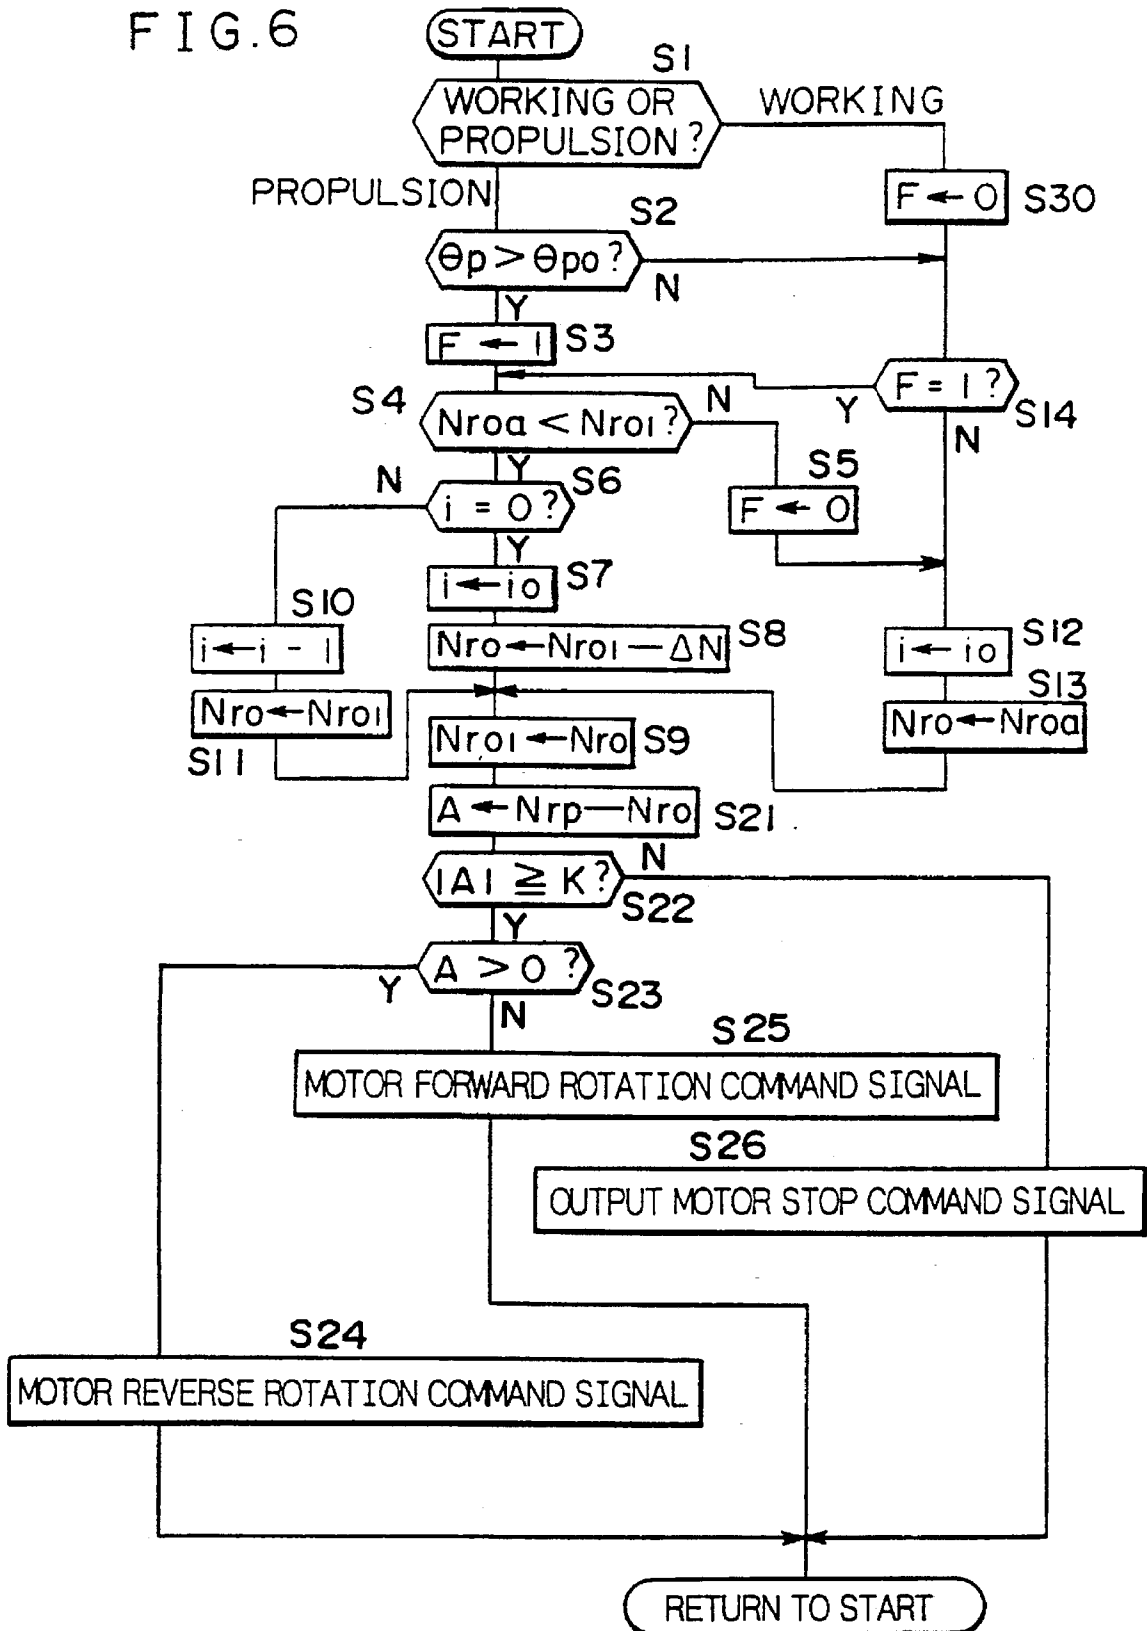 FIG.6
START
S1
WORKING OR
PROPULSION?
WORKING
PROPULSION
F←0
S30
S2
θp>θpo?
N
Y
F←1
S3
F=1?
Y
S14
N
S4
Nroa<Nro1?
N
Y
S5
F←0
N
S6
i=0?
Y
i←io
S7
S10
i←i-1
Nro←Nro1-ΔN
S8
i←io
S12
Nro←Nro1
S11
Nro1←Nro
S9
S13
Nro←Nroa
A←Nrp-Nro
S21
|A|≧K?
N
S22
Y
A>0?
Y
S23
N
S25
MOTOR FORWARD ROTATION COMMAND SIGNAL
S26
OUTPUT MOTOR STOP COMMAND SIGNAL
S24
MOTOR REVERSE ROTATION COMMAND SIGNAL
RETURN TO START